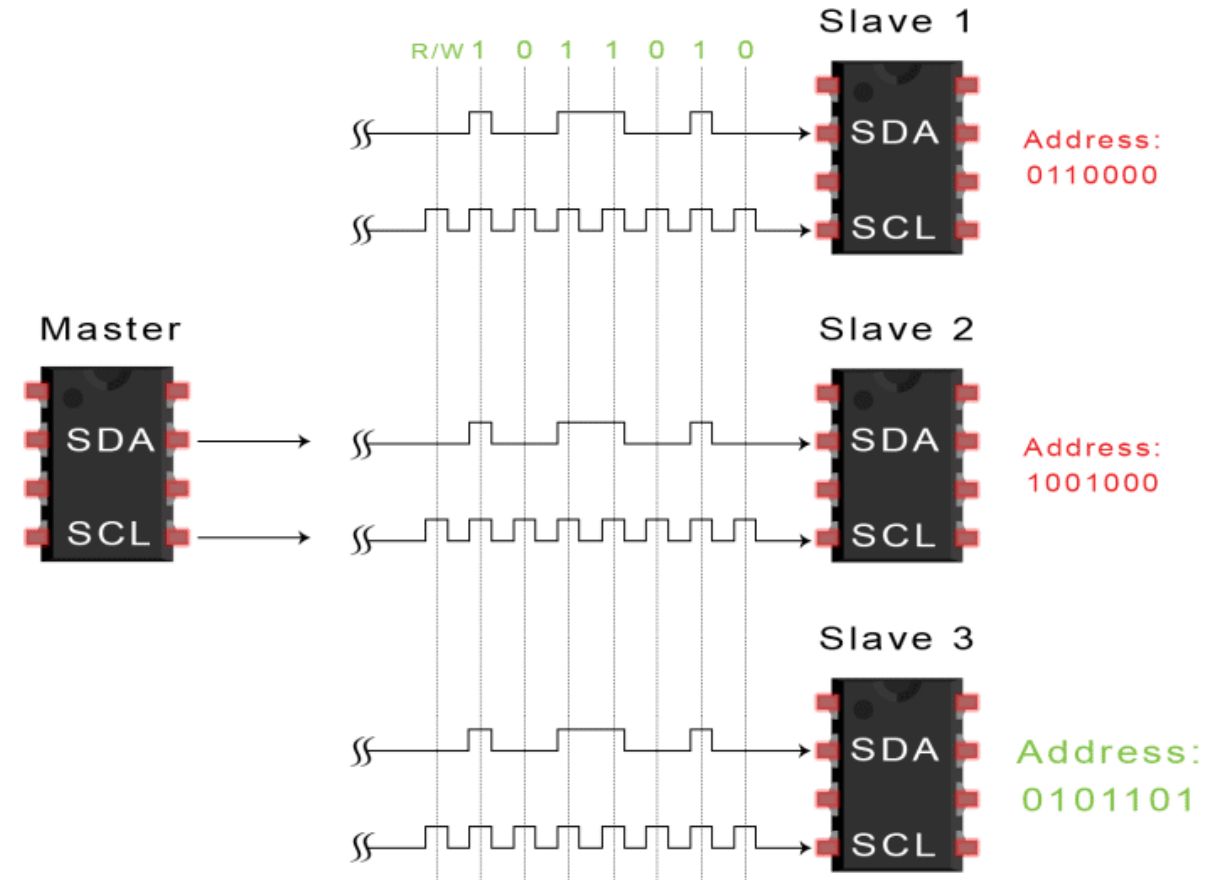 Slave 1
R/W 1 0 1 1 0 1 0
SDA
Address:
0110000
SCL
Master
SDA
SCL
Slave 2
SDA
Address:
1001000
SCL
Slave 3
SDA
Address:
0101101
SCL